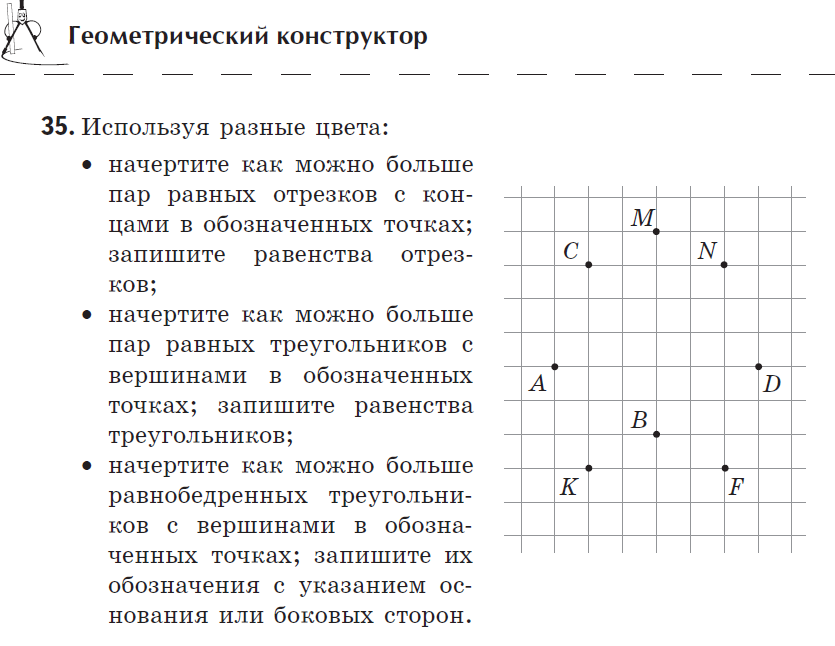 Геометрический конструктор
35. Используя разные цвета:
• начертите как можно больше
пар равных отрезков с кон-
цами в обозначенных точках;
запишите равенства отрез-
ков;
• начертите как можно больше
пар равных треугольников с
вершинами в обозначенных
точках; запишите равенства
треугольников;
• начертите как можно больше
равнобедренных треугольни-
ков с вершинами в обозна-
ченных точках; запишите их
обозначения с указанием ос-
нования или боковых сторон.
M
C
N
A
D
B
K
F